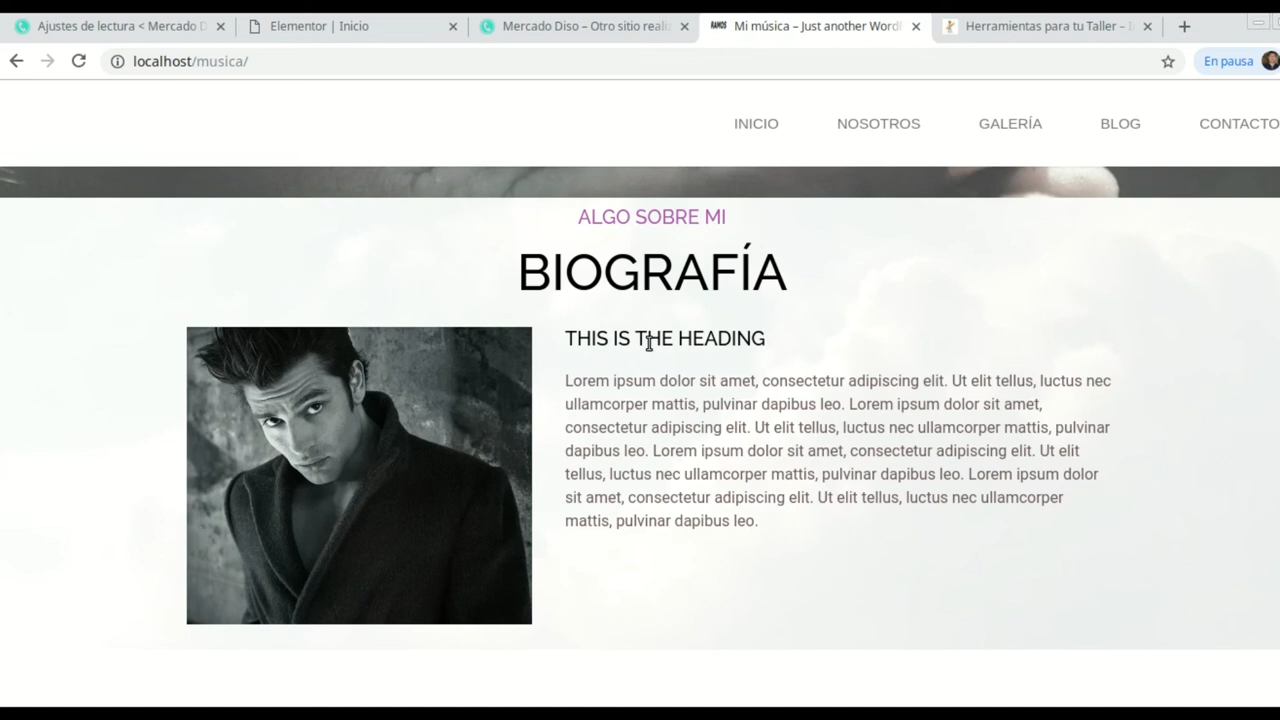 Ajustes de lectura < Mercado D
Elementor | Inicio
Mercado Diso – Otro sitio reali
RAMOS
Mi música – Just another Word
Herramientas para tu Taller –
localhost/musica/
En pausa
INICIO
NOSOTROS
GALERÍA
BLOG
CONTACTO
ALGO SOBRE MI
BIOGRAFÍA
THIS IS THE HEADING
Lorem ipsum dolor sit amet, consectetur adipiscing elit. Ut elit tellus, luctus nec
ullamcorper mattis, pulvinar dapibus leo. Lorem ipsum dolor sit amet,
consectetur adipiscing elit. Ut elit tellus, luctus nec ullamcorper mattis, pulvinar
dapibus leo. Lorem ipsum dolor sit amet, consectetur adipiscing elit. Ut elit
tellus, luctus nec ullamcorper mattis, pulvinar dapibus leo. Lorem ipsum dolor
sit amet, consectetur adipiscing elit. Ut elit tellus, luctus nec ullamcorper
mattis, pulvinar dapibus leo.